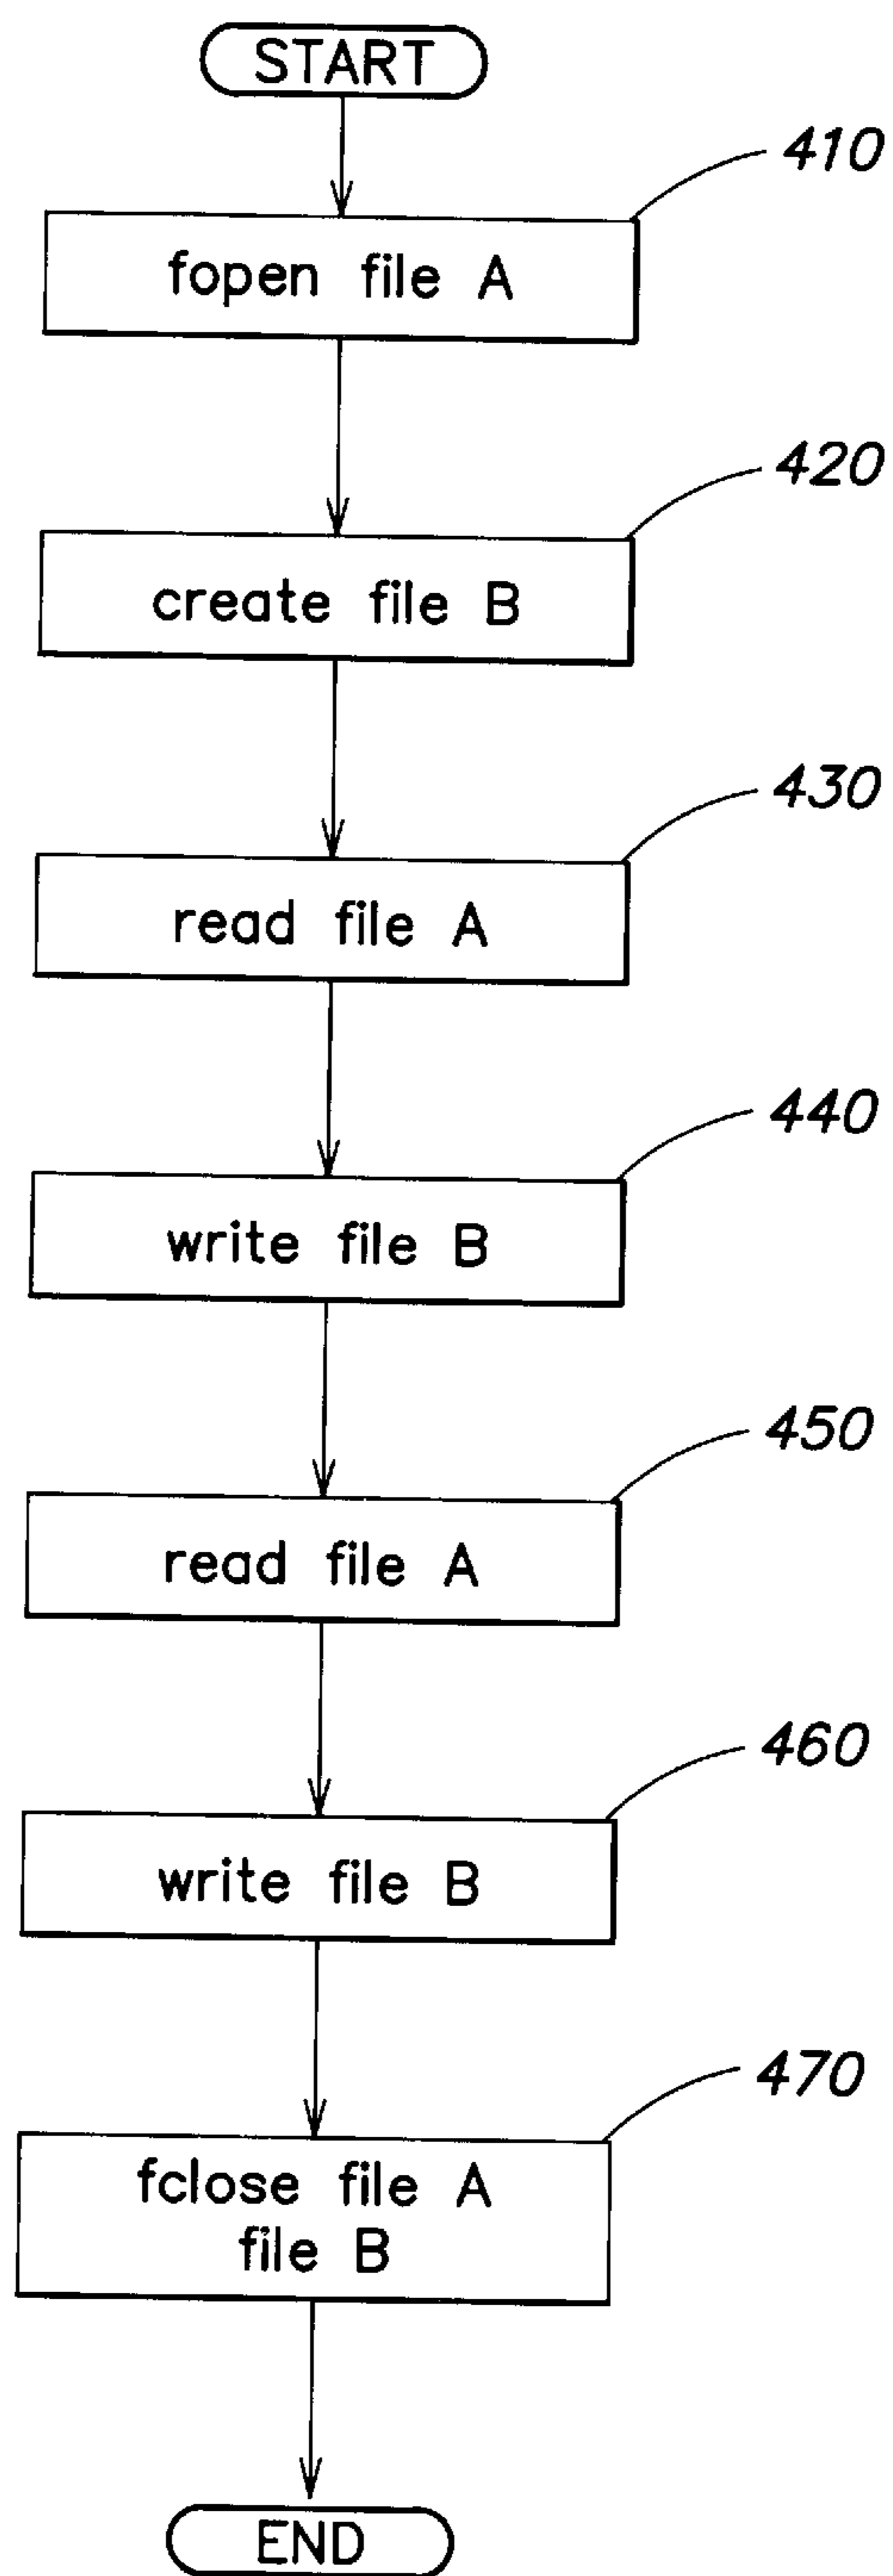 START
410
fopen file A
420
create file B
430
read file A
440
write file B
450
read file A
460
write file B
470
fclose file A
file B
END